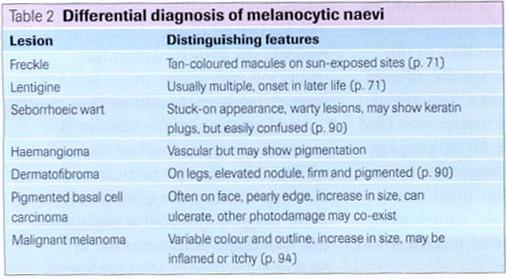 Table 2 Differential diagnosis of melanocytic naevi
Lesion Distinguishing features
Freckle Tan-coloured macules on sun-exposed sites (p. 71)
Lentigine Usually multiple, onset in later life (p. 71)
Seborrhoeic wart Stuck-on appearance, warty lesions, may show keratin
plugs, but easily confused (p. 90)
Haemangioma Vascular but may show pigmentation
Dermatofibroma On legs, elevated nodule, firm and pigmented (p. 90)
Pigmented basal cell Often on face, pearly edge, increase in size, can
carcinoma ulcerate, other photodamage may co-exist
Malignant melanoma Variable colour and outline, increase in size, may be
inflamed or itchy (p. 94)